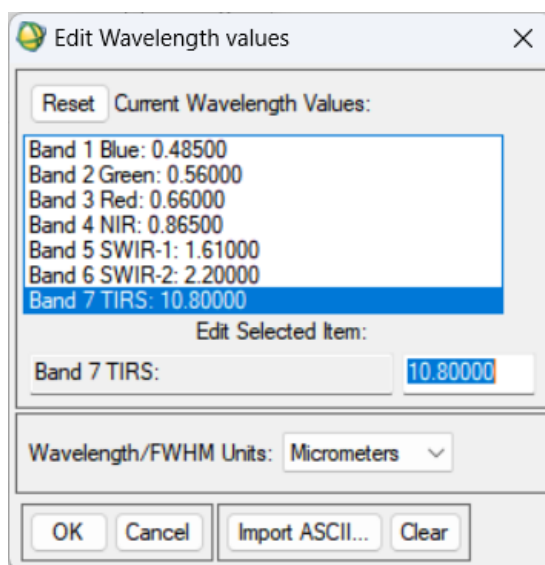 Edit Wavelength values
Reset Current Wavelength Values:
Band 1 Blue: 0.48500
Band 2 Green: 0.56000
Band 3 Red: 0.66000
Band 4 NIR: 0.86500
Band 5 SWIR-1: 1.61000
Band 6 SWIR-2: 2.20000
Band 7 TIRS: 10.80000
Edit Selected Item:
Band 7 TIRS: 10.80000
Wavelength/FWHM Units: Micrometers
OK Cancel Import ASCII... Clear